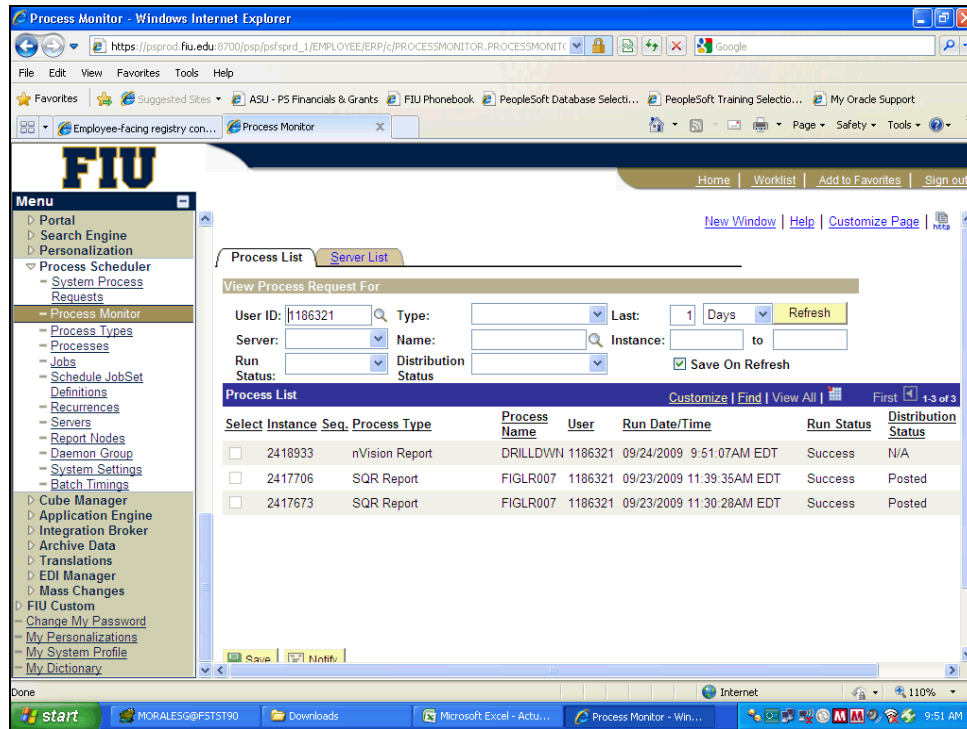 Process Monitor - Windows Internet Explorer
https://psprod.fiu.edu:8700/psp/psfsprd_1/EMPLOYEE/ERP/c/PROCESSMONITOR.PROCESSMONIT
Google
File Edit View Favorites Tools Help
Favorites Suggested Sites ASU - PS Financials & Grants FIU Phonebook PeopleSoft Database Selecti... PeopleSoft Training Selectio... My Oracle Support
Employee-facing registry con... Process Monitor Page Safety Tools
FIU
Home Worklist Add to Favorites Sign out
Menu
Portal
Search Engine
Personalization
Process Scheduler
System Process
Requests
Process Monitor
Process Types
Processes
Jobs
Schedule JobSet
Definitions
Recurrences
Servers
Report Nodes
Daemon Group
System Settings
Batch Timings
Cube Manager
Application Engine
Integration Broker
Archive Data
Translations
EDI Manager
Mass Changes
FIU Custom
Change My Password
My Personalizations
My System Profile
My Dictionary
New Window | Help | Customize Page | http
Process List Server List
View Process Request For
User ID: 1186321 Type: Last: 1 Days Refresh
Server: Name: Instance: to
Run Status: Distribution Status Save On Refresh
Process List Customize | Find | View All | First 1-3 of 3
Select Instance Seq. Process Type Process Name User Run Date/Time Run Status Distribution Status
2418933 nVision Report DRILLDWN 1186321 09/24/2009 9:51:07AM EDT Success N/A
2417706 SQR Report FIGLR007 1186321 09/23/2009 11:39:35AM EDT Success Posted
2417673 SQR Report FIGLR007 1186321 09/23/2009 11:30:28AM EDT Success Posted
Save Notify
Done Internet 110%
start MORALESG@FSTST90 Downloads Microsoft Excel - Actu... Process Monitor - Win... 9:51 AM